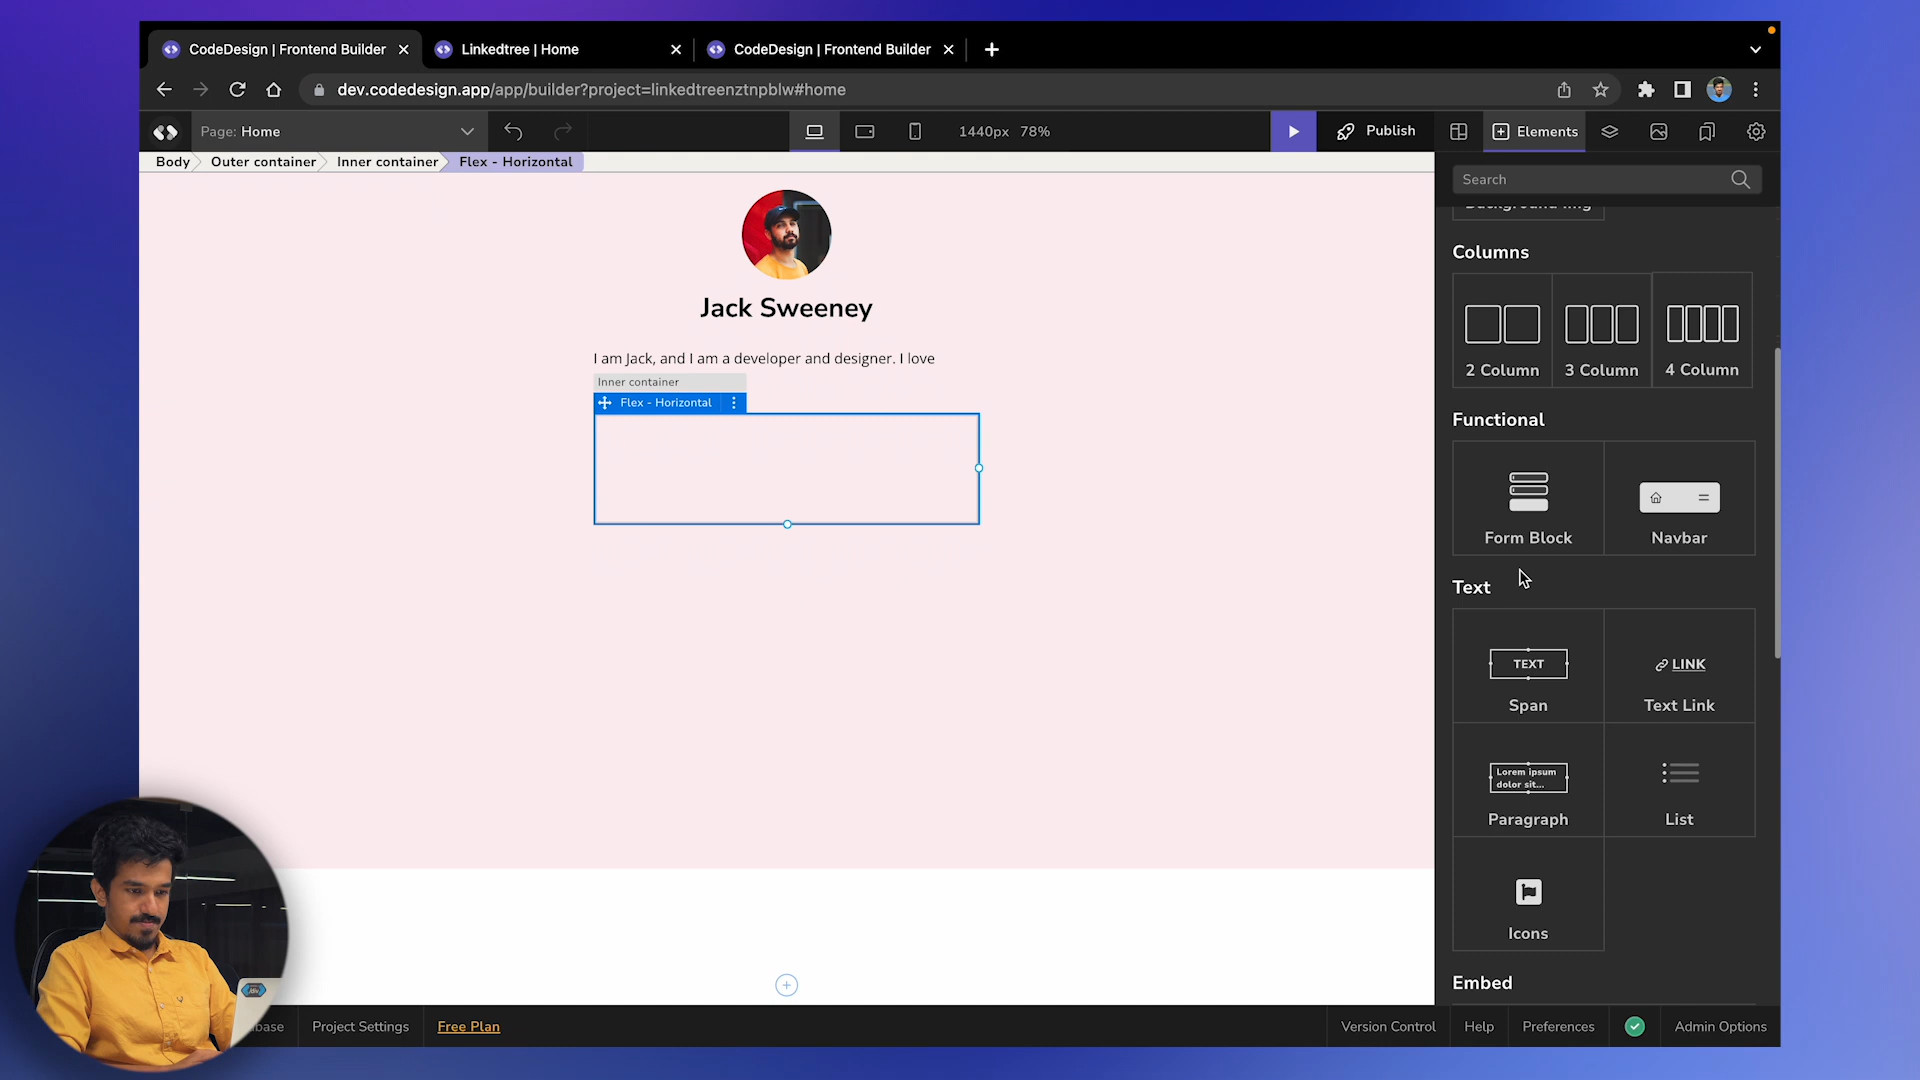 CodeDesign | Frontend Builder
Linkedtree | Home
CodeDesign | Frontend Builder
dev.codedesign.app/app/builder?project=linkedtreenztnpblw#home
Page: Home
1440px 78%
Publish
Elements
Body
Outer container
Inner container
Flex - Horizontal
Search
Background Img
Columns
2 Column
3 Column
4 Column
Functional
Form Block
Navbar
Text
TEXT
Span
LINK
Text Link
Lorem ipsum
dolor sit...
Paragraph
List
Icons
Embed
Jack Sweeney
I am Jack, and I am a developer and designer. I love
Inner container
Flex - Horizontal
Project Settings
Free Plan
Version Control
Help
Preferences
Admin Options